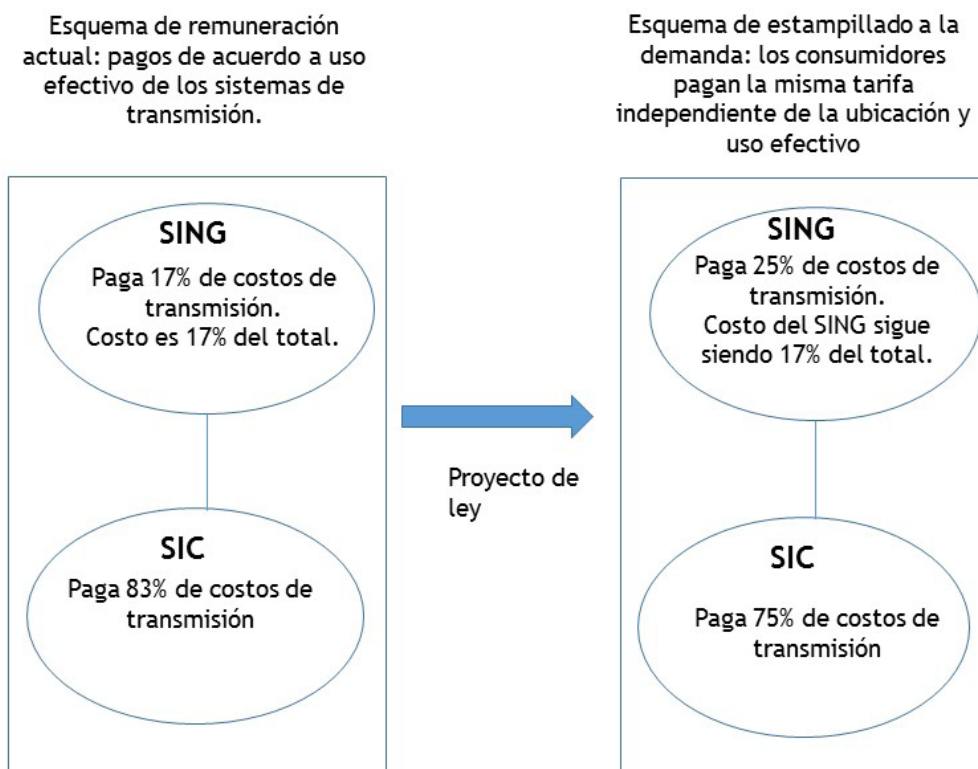 Esquema de remuneración
actual: pagos de acuerdo a uso
efectivo de los sistemas de
transmisión.
SING
Paga 17% de costos de
transmisión.
Costo es 17% del total.
SIC
Paga 83% de costos de
transmisión
Proyecto de
ley
Esquema de estampillado a la
demanda: los consumidores
pagan la misma tarifa
independiente de la ubicación y
uso efectivo
SING
Paga 25% de costos de
transmisión.
Costo del SING sigue
siendo 17% del total.
SIC
Paga 75% de costos de
transmisión